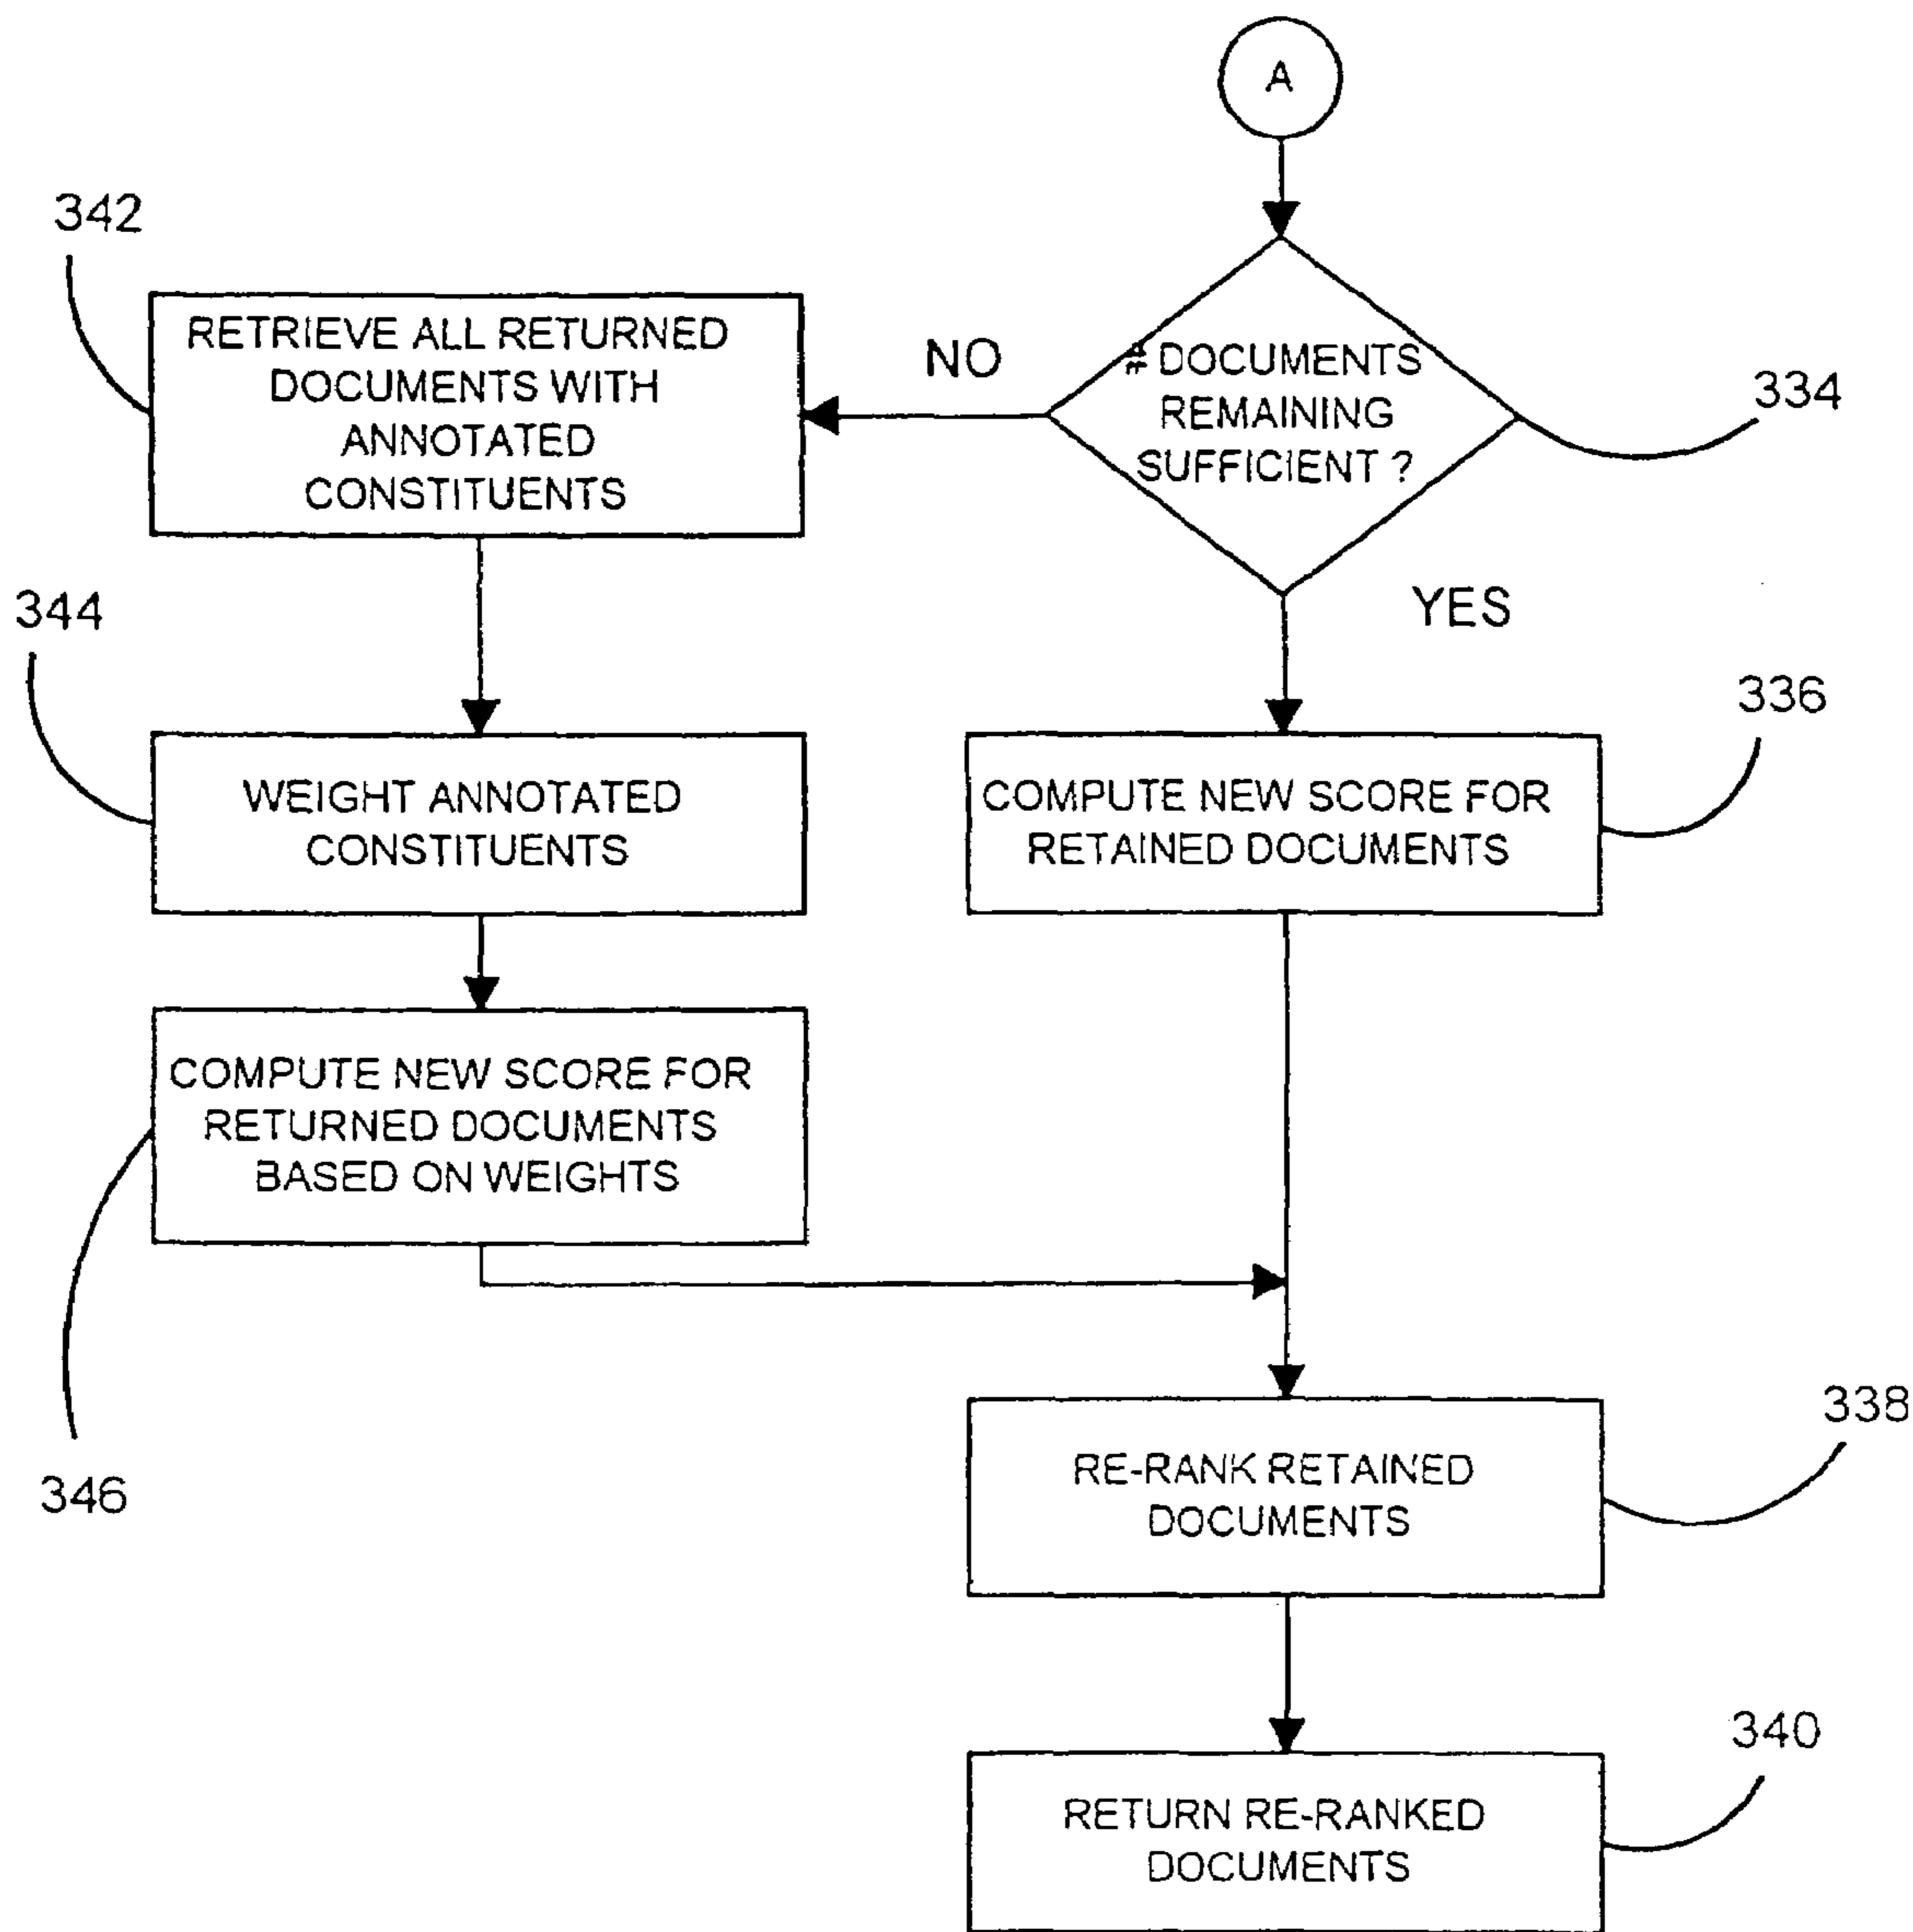 A
342
RETRIEVE ALL RETURNED
DOCUMENTS WITH
ANNOTATED
CONSTITUENTS
NO
# DOCUMENTS
REMAINING
SUFFICIENT ?
334
YES
344
WEIGHT ANNOTATED
CONSTITUENTS
336
COMPUTE NEW SCORE FOR
RETAINED DOCUMENTS
COMPUTE NEW SCORE FOR
RETURNED DOCUMENTS
BASED ON WEIGHTS
346
338
RE-RANK RETAINED
DOCUMENTS
340
RETURN RE-RANKED
DOCUMENTS